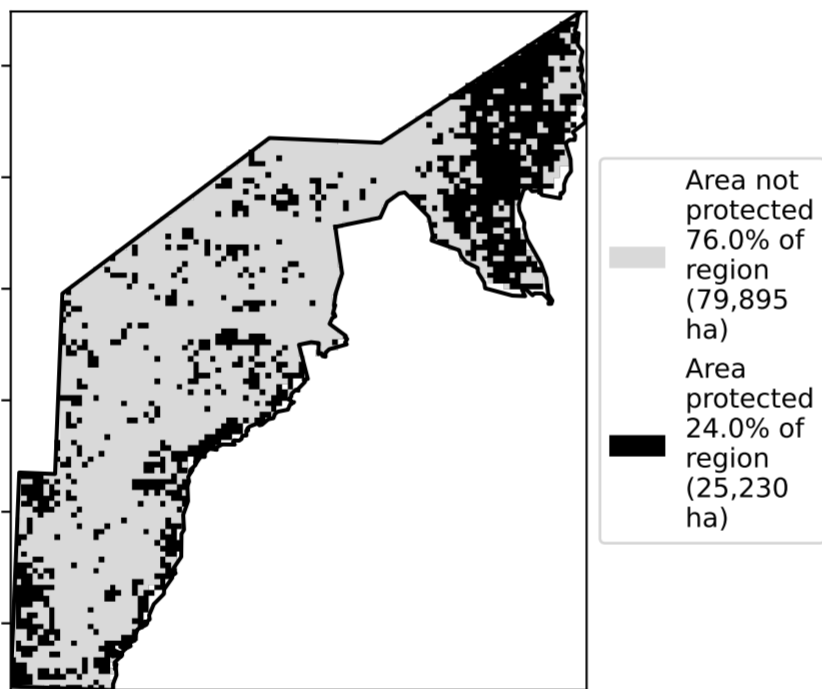 Area not
protected
76.0% of
region
(79,895
ha)
Area
protected
24.0% of
region
(25,230
ha)